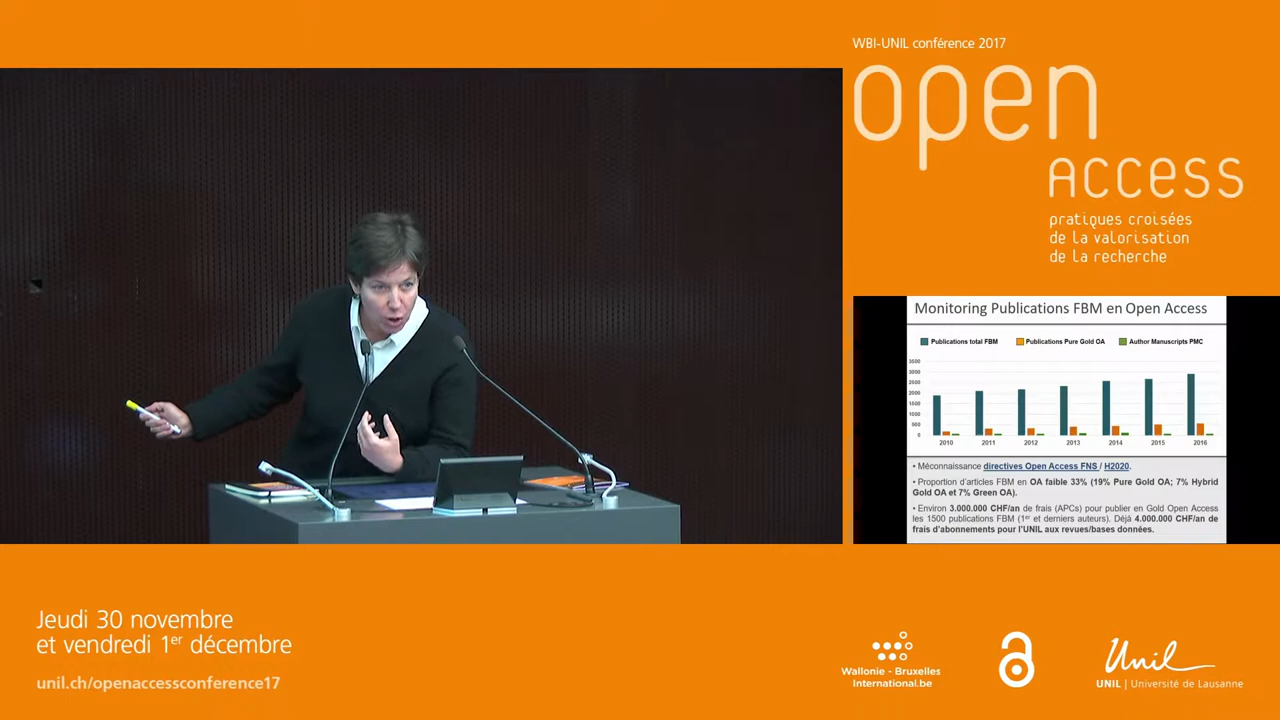 WBI-UNIL conférence 2017
open
access
pratiques croisées
de la valorisation
de la recherche
Monitoring Publications FBM en Open Access
Publications total FBM
Publications Pure Gold OA
Author Manuscripts PMC
3500
3000
2500
2000
1500
1000
500
0
2010
2011
2012
2013
2014
2015
2016
• Méconnaissance directives Open Access FNS / H2020.
• Proportion d'articles FBM en OA faible 33% (19% Pure Gold OA; 7% Hybrid
Gold OA et 7% Green OA).
• Environ 3.000.000 CHF/an de frais (APCs) pour publier en Gold Open Access
les 1500 publications FBM (1er et derniers auteurs). Déjà 4.000.000 CHF/an de
frais d'abonnements pour l'UNIL aux revues/bases données.
Jeudi 30 novembre
et vendredi 1er décembre
unil.ch/openaccessconference17
Wallonie - Bruxelles
International.be
Unil
UNIL | Université de Lausanne